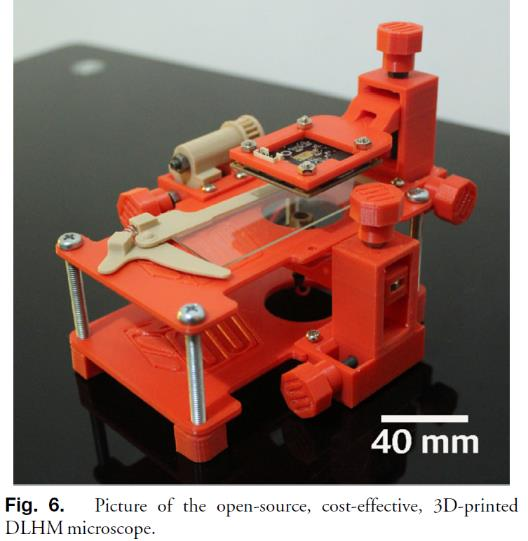 40 mm
Fig. 6. Picture of the open-source, cost-effective, 3D-printed
DLHM microscope.